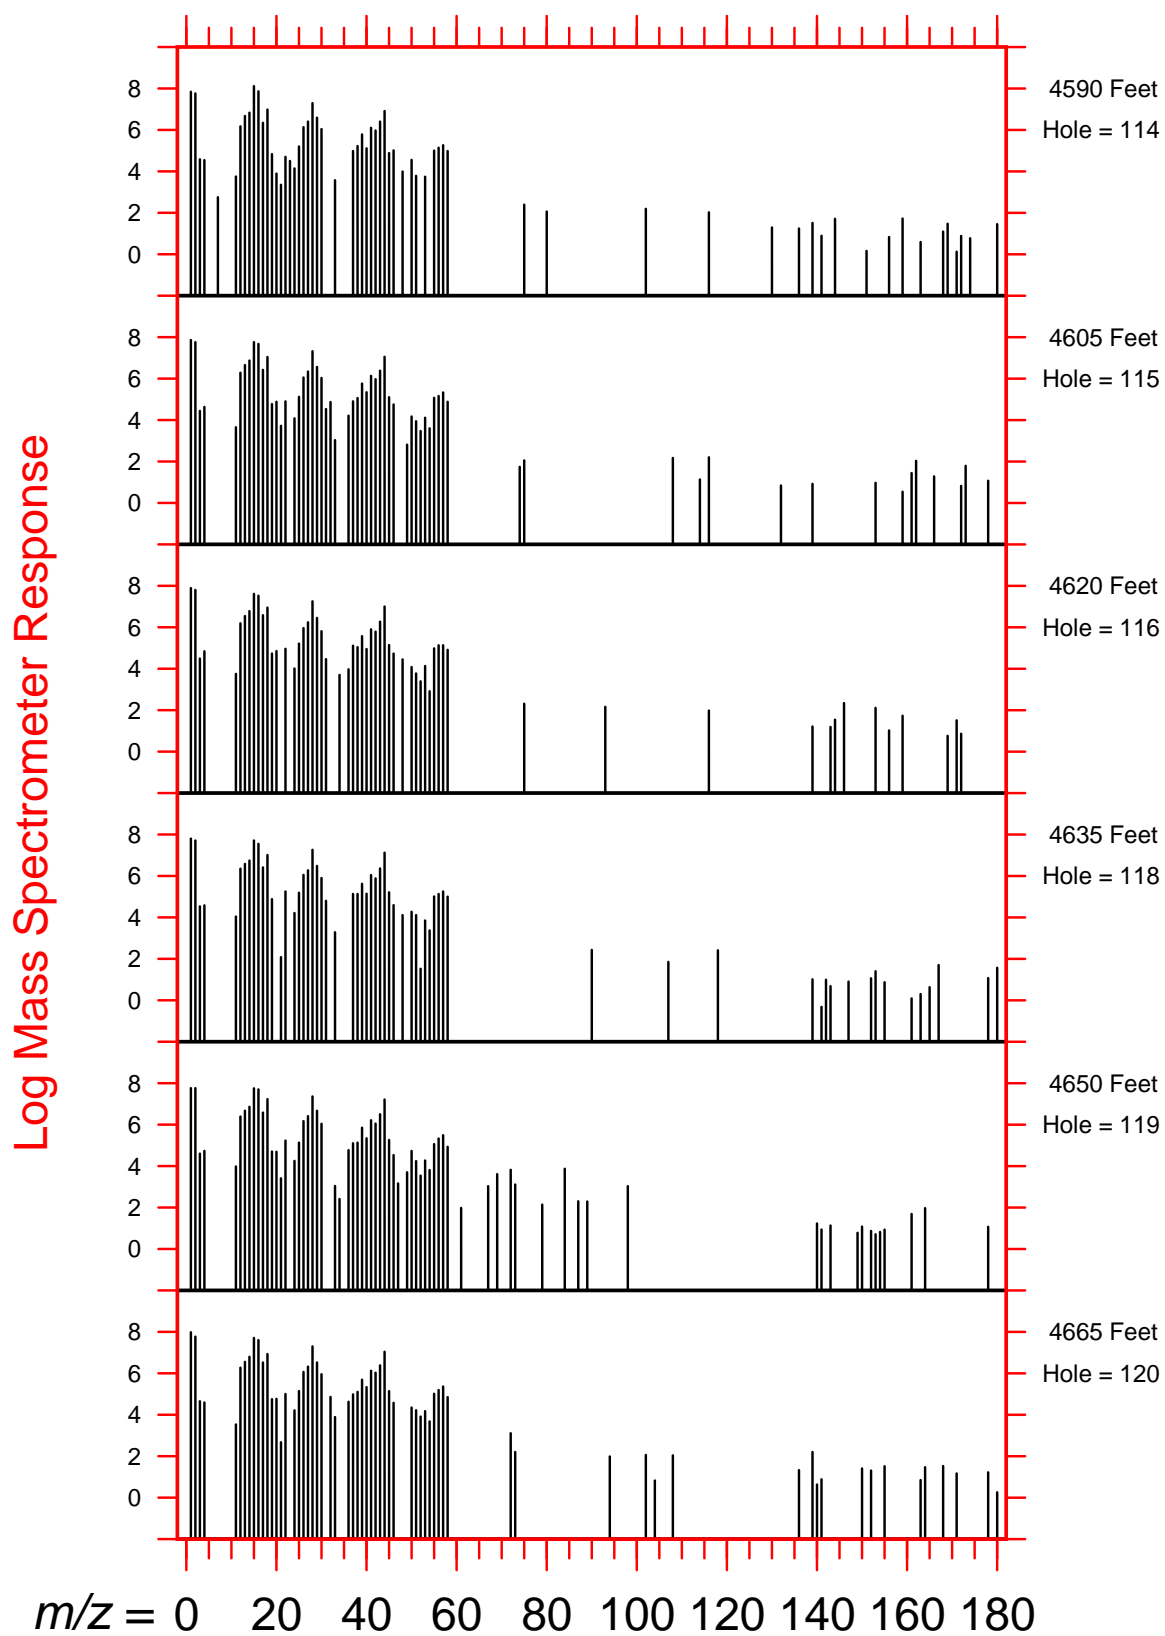 Log Mass Spectrometer Response
8
6
4
2
0
4590 Feet
Hole = 114
8
6
4
2
0
4605 Feet
Hole = 115
8
6
4
2
0
4620 Feet
Hole = 116
8
6
4
2
0
4635 Feet
Hole = 118
8
6
4
2
0
4650 Feet
Hole = 119
8
6
4
2
0
4665 Feet
Hole = 120
m/z = 0 20 40 60 80 100 120 140 160 180